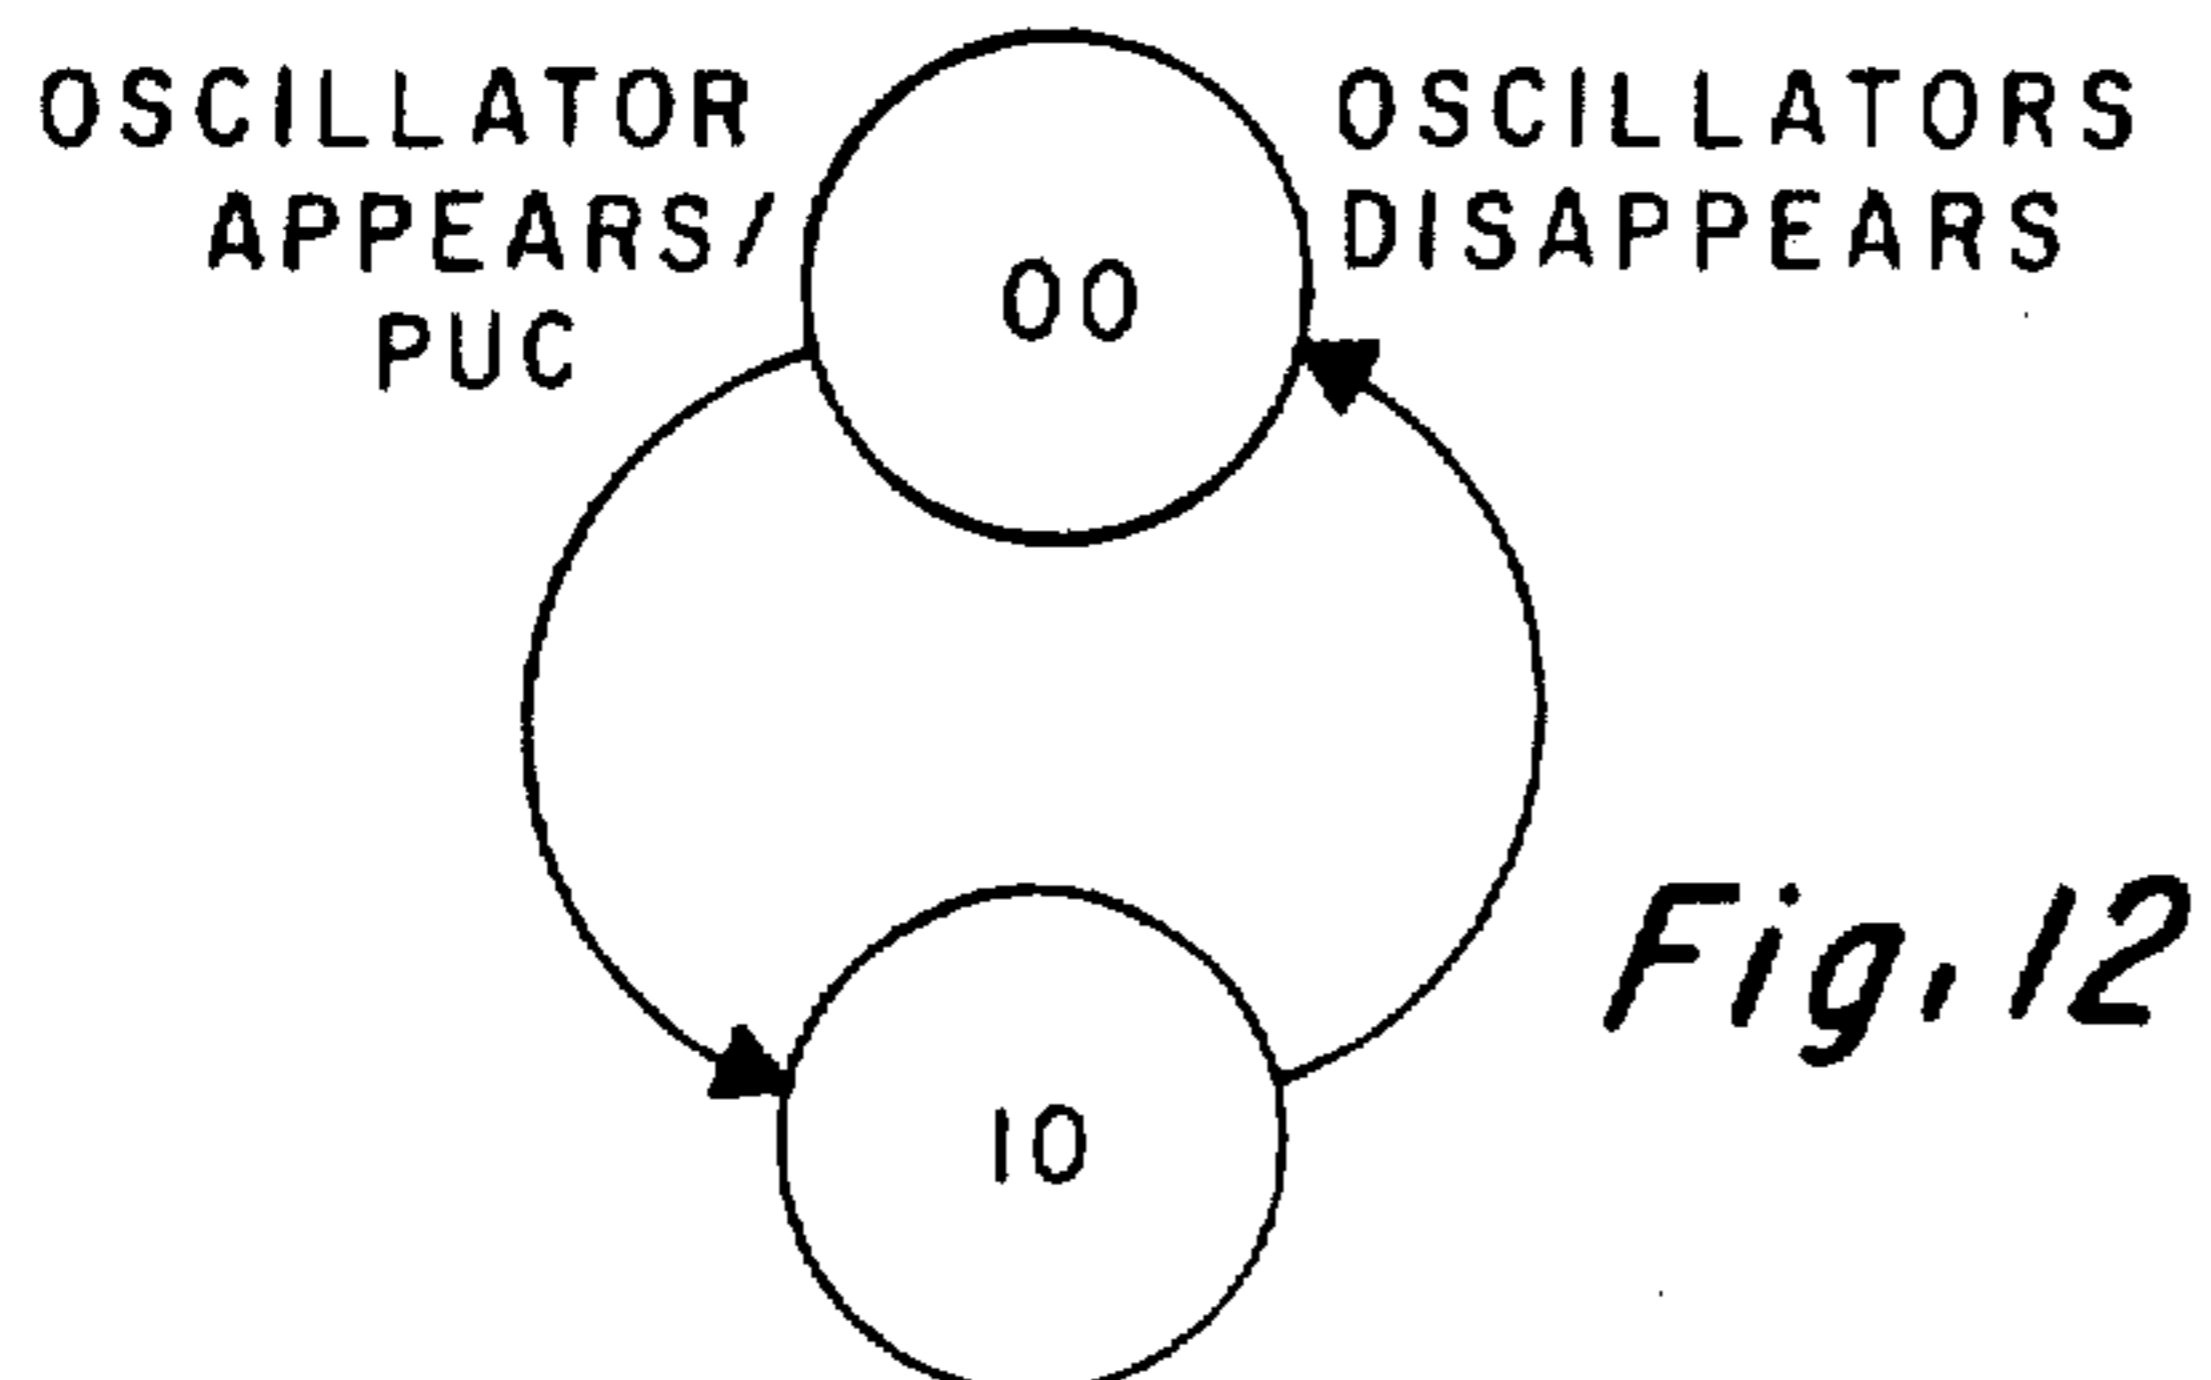 OSCILLATOR
APPEARS/
PUC
OSCILLATORS
DISAPPEARS
00
10
Fig. 12